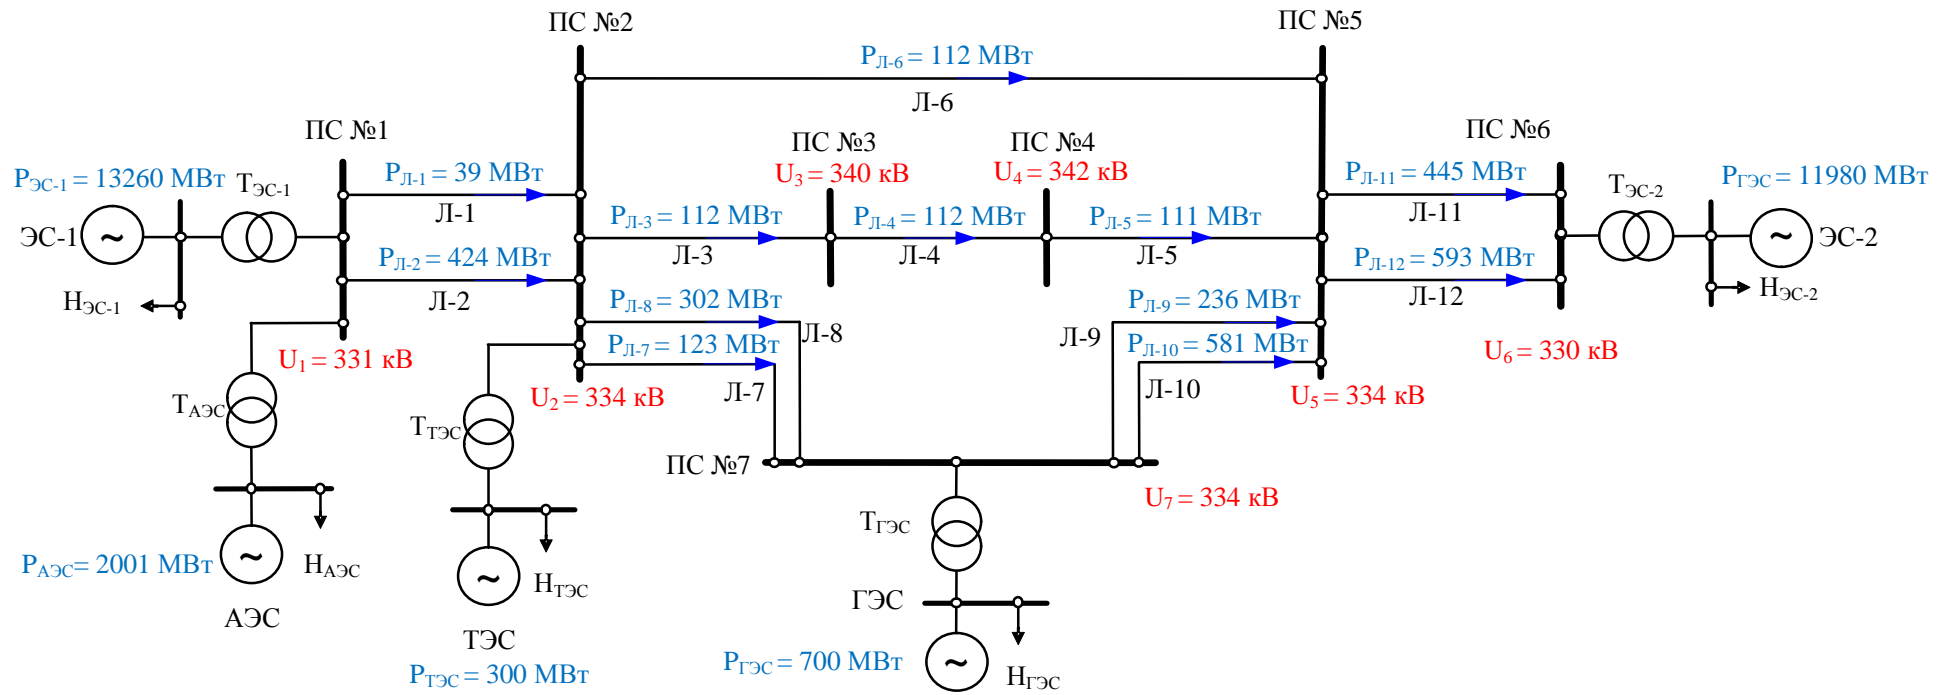 ПС №2
ПС №5
P Л-6 = 112 МВт
Л-6
ПС №1
ПС №3
ПС №4
ПС №6
U3 = 340 кВ
U4 = 342 кВ
PЭС-1 = 13260 МВт
TЭС-1
PЛ-1 = 39 МВт
Л-1
PЛ-11 = 445 МВт
Л-11
TЭС-2
PГЭС = 11980 МВт
ЭС-1
~
PЛ-3 = 112 МВт
Л-3
PЛ-4 = 112 МВт
Л-4
PЛ-5 = 111 МВт
Л-5
~
ЭС-2
PЛ-2 = 424 МВт
Л-2
PЛ-12 = 593 МВт
Л-12
НЭС-1
НЭС-2
PЛ-8 = 302 МВт
Л-8
PЛ-9 = 236 МВт
Л-9
PЛ-7 = 123 МВт
Л-7
PЛ-10 = 581 МВт
Л-10
U1 = 331 кВ
U6 = 330 кВ
U2 = 334 кВ
U5 = 334 кВ
TАЭС
TТЭС
ПС №7
U7 = 334 кВ
TГЭС
PАЭС = 2001 МВт
~
НАЭС
АЭС
~
НТЭС
ТЭС
PТЭС = 300 МВт
ГЭС
PГЭС = 700 МВт
~
НГЭС